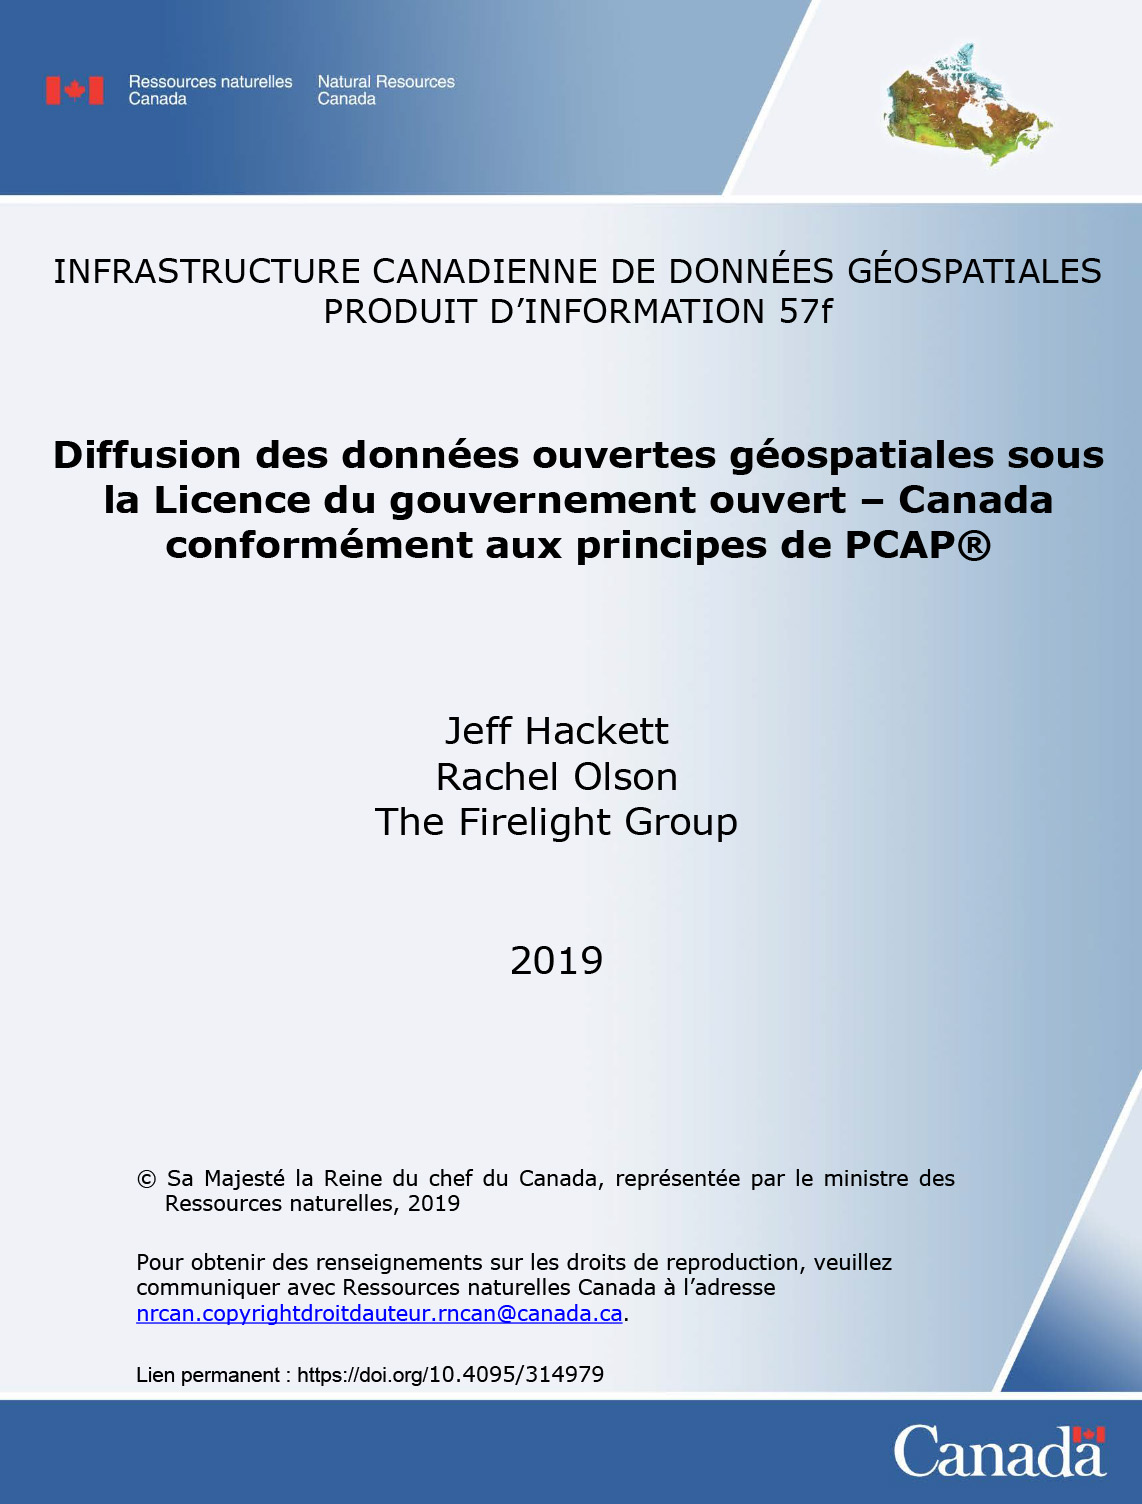 Ressources naturelles Canada
Natural Resources Canada
INFRASTRUCTURE CANADIENNE DE DONNÉES GÉOSPATIALES
PRODUIT D’INFORMATION 57f
Diffusion des données ouvertes géospatiales sous
la Licence du gouvernement ouvert – Canada
conformément aux principes de PCAP®
Jeff Hackett
Rachel Olson
The Firelight Group
2019
© Sa Majesté la Reine du chef du Canada, représentée par le ministre des
Ressources naturelles, 2019
Pour obtenir des renseignements sur les droits de reproduction, veuillez
communiquer avec Ressources naturelles Canada à l’adresse
nrcan.copyrightdroitdauteur.rncan@canada.ca.
Lien permanent : https://doi.org/10.4095/314979
Canada